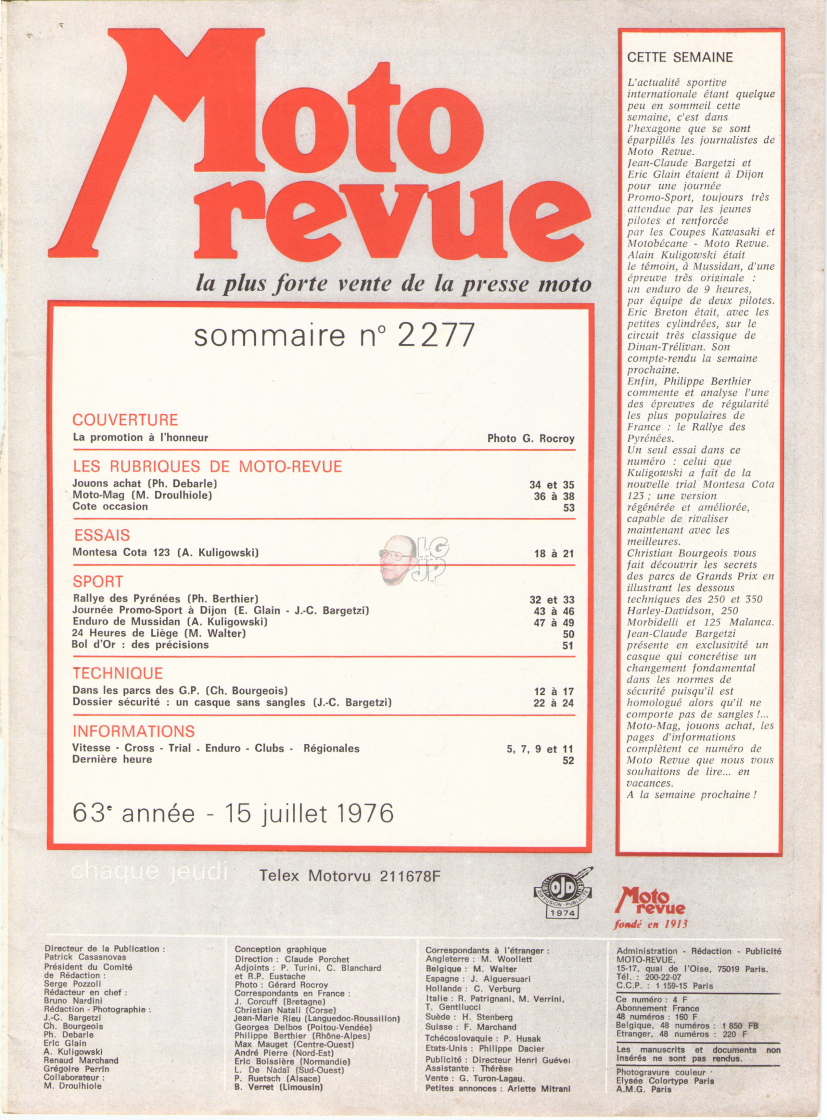 Moto
revue
la plus forte vente de la presse moto
sommaire n° 2277
COUVERTURE
La promotion à l'honneur Photo G. Rocroy
LES RUBRIQUES DE MOTO-REVUE
Jouons achat (Ph. Debarle) 34 et 35
Moto-Mag (M. Droulhiole) 36 à 38
Cote occasion 53
ESSAIS
Montesa Cota 123 (A. Kuligowski) 18 à 21
LG
JP
SPORT
Rallye des Pyrénées (Ph. Berthier) 32 et 33
Journée Promo-Sport à Dijon (E. Glain - J.-C. Bargetzi) 43 à 46
Enduro de Mussidan (A. Kuligowski) 47 à 49
24 Heures de Liège (M. Walter) 50
Bol d'Or : des précisions 51
TECHNIQUE
Dans les parcs des G.P. (Ch. Bourgeois) 12 à 17
Dossier sécurité : un casque sans sangles (J.-C. Bargetzi) 22 à 24
INFORMATIONS
Vitesse - Cross - Trial - Enduro - Clubs - Régionales 5, 7, 9 et 11
Dernière heure 52
63e année - 15 juillet 1976
chaque jeudi
Telex Motorvu 211678F
CETTE SEMAINE
L'actualité sportive
internationale étant quelque
peu en sommeil cette
semaine, c'est dans
l'hexagone que se sont
éparpillés les journalistes de
Moto Revue.
Jean-Claude Bargetzi et
Eric Glain étaient à Dijon
pour une journée
Promo-Sport, toujours très
attendue par les jeunes
pilotes et renforcée
par les Coupes Kawasaki et
Motobécane - Moto Revue.
Alain Kuligowski était
le témoin, à Mussidan, d'une
épreuve très originale :
un enduro de 9 heures,
par équipe de deux pilotes.
Eric Breton était, avec les
petites cylindrées, sur le
circuit très classique de
Dinan-Trélivan. Son
compte-rendu la semaine
prochaine.
Enfin, Philippe Berthier
commente et analyse l'une
des épreuves de régularité
les plus populaires de
France : le Rallye des
Pyrénées.
Un seul essai dans ce
numéro : celui que
Kuligowski a fait de la
nouvelle trial Montesa Cota
123 ; une version
régénérée et améliorée,
capable de rivaliser
maintenant avec les
meilleures.
Christian Bourgeois vous
fait découvrir les secrets
des parcs de Grands Prix en
illustrant les dessous
techniques des 250 et 350
Harley-Davidson, 250
Morbidelli et 125 Malanca.
Jean-Claude Bargetzi
présente en exclusivité un
casque qui concrétise un
changement fondamental
dans les normes de
sécurité puisqu'il est
homologué alors qu'il ne
comporte pas de sangles !...
Moto-Mag, jouons achat, les
pages d'informations
complètent ce numéro de
Moto Revue que nous vous
souhaitons de lire... en
vacances.
A la semaine prochaine !
OJD
1974
Moto
revue
fondé en 1913
Directeur de la Publication :
Patrick Casasnovas
Président du Comité
de Rédaction :
Serge Pozzoli
Rédacteur en chef :
Bruno Nardini
Rédaction - Photographie :
J.-C. Bargetzi
Ch. Bourgeois
Ph. Debarle
Eric Glain
A. Kuligowski
Renaud Marchand
Grégoire Perrin
Collaborateur :
M. Droulhiole
Conception graphique
Direction : Claude Porchet
Adjoints : P. Turini, C. Blanchard
et R.P. Eustache
Photo : Gérard Rocroy
Correspondants en France :
J. Corcuff (Bretagne)
Christian Natali (Corse)
Jean-Marie Rieu (Languedoc-Roussillon)
Georges Delbos (Poitou-Vendée)
Philippe Berthier (Rhône-Alpes)
Max Mauget (Centre-Ouest)
André Pierre (Nord-Est)
Eric Boissière (Normandie)
L. De Nadaï (Sud-Ouest)
P. Ruetsch (Alsace)
B. Verret (Limousin)
Correspondants à l'étranger :
Angleterre : M. Woollett
Belgique : M. Walter
Espagne : J. Alguersuari
Hollande : C. Verburg
Italie : R. Patrignani, M. Verrini,
T. Gentilucci
Suède : H. Stenberg
Suisse : F. Marchand
Tchécoslovaquie : P. Husak
Etats-Unis : Philippe Dacier
Publicité : Directeur Henri Guével
Assistante : Thérèse
Vente : G. Turon-Lagau.
Petites annonces : Arlette Mitrani
Administration - Rédaction - Publicité
MOTO-REVUE,
15-17, quai de l'Oise, 75019 Paris.
Tél. : 200-22-07
C.C.P. : 1 159-15 Paris
Ce numéro : 4 F
Abonnement France
48 numéros : 160 F
Belgique, 48 numéros : 1 850 FB
Etranger, 48 numéros : 220 F
Les manuscrits et documents non
insérés ne sont pas rendus.
Photogravure couleur
Elysée Colortype Paris
A.M.G. Paris